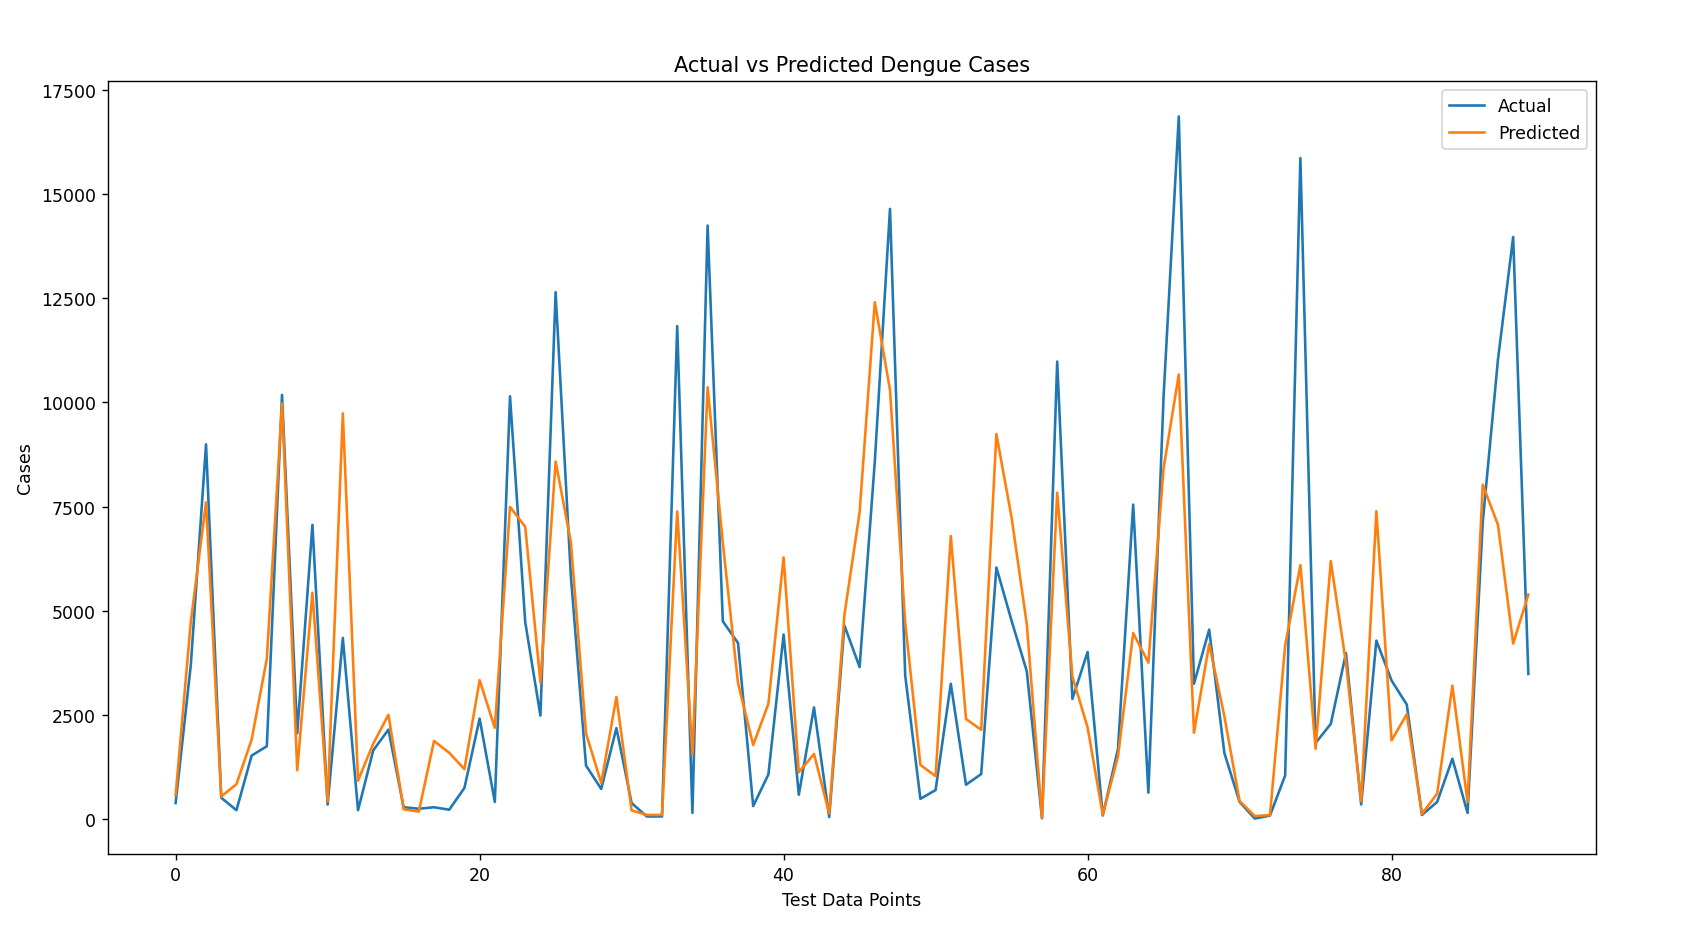 Actual vs Predicted Dengue Cases
17500
15000
12500
10000
7500
5000
2500
0
Cases
Actual
Predicted
0 20 40 60 80
Test Data Points